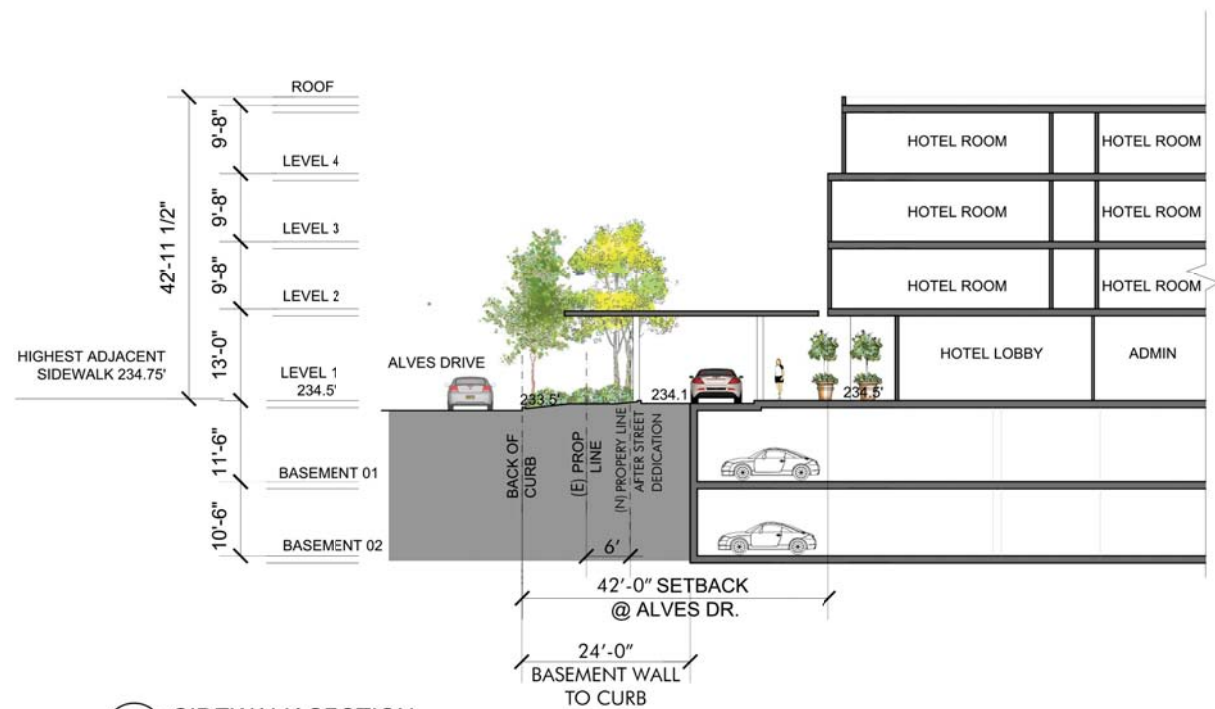 ROOF
9'-8"
LEVEL 4
9'-8"
LEVEL 3
9'-8"
LEVEL 2
42'-11 1/2"
13'-0"
HIGHEST ADJACENT
SIDEWALK 234.75'
LEVEL 1
234.5'
11'-6"
BASEMENT 01
10'-6"
BASEMENT 02
ALVES DRIVE
233.5'
234.1
234.5'
HOTEL ROOM
HOTEL ROOM
HOTEL ROOM
HOTEL ROOM
HOTEL ROOM
HOTEL ROOM
HOTEL LOBBY
ADMIN
BACK OF
CURB
(E) PROP
LINE
(N) PROPERY LINE
AFTER STREET
DEDICATION
6'
42'-0" SETBACK
@ ALVES DR.
24'-0"
BASEMENT WALL
TO CURB